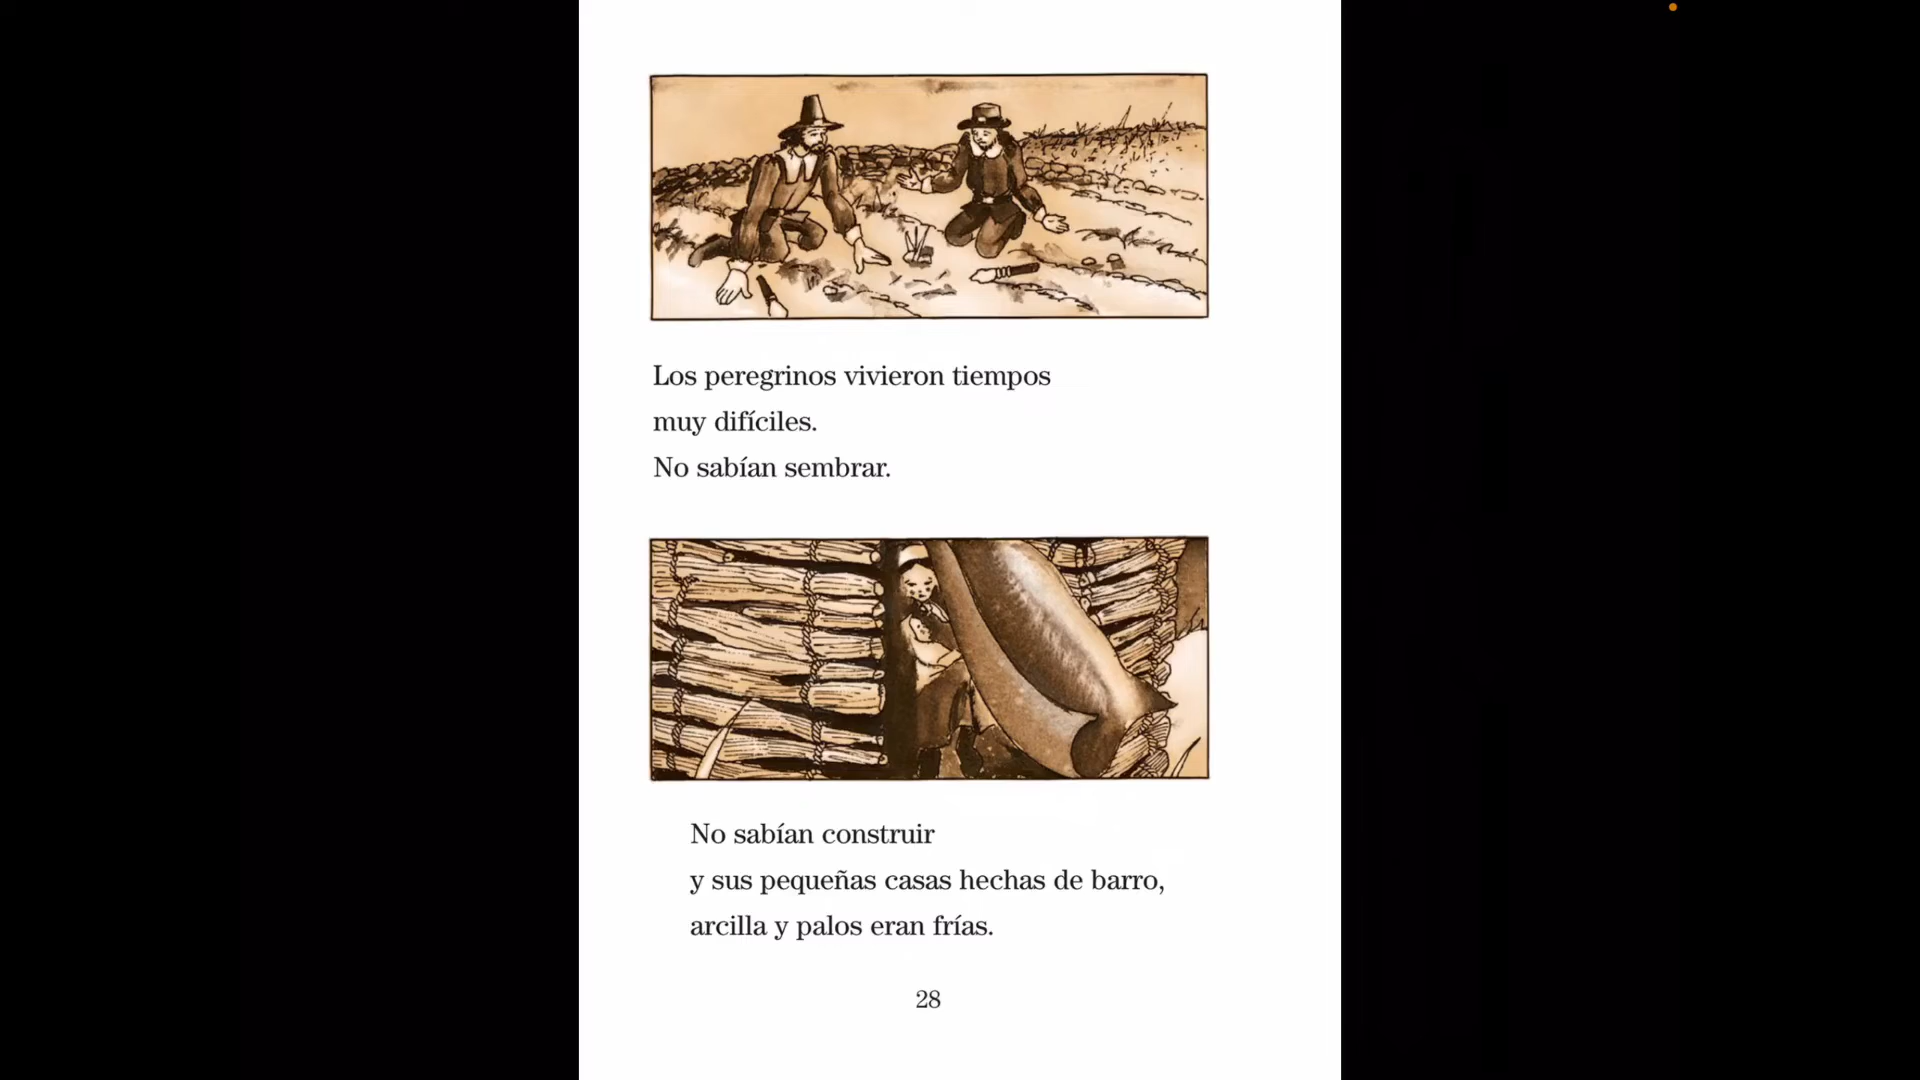 Los peregrinos vivieron tiempos
muy difíciles.
No sabían sembrar.
No sabían construir
y sus pequeñas casas hechas de barro,
arcilla y palos eran frías.
28